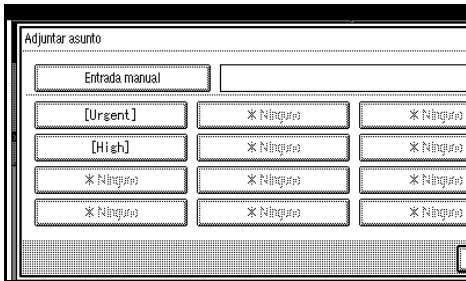 Adjuntar asunto
Entrada manual
[Urgent] ✕ Ninguno ✕ Ninguno
[High] ✕ Ninguno ✕ Ninguno
✕ Ninguno ✕ Ninguno ✕ Ninguno
✕ Ninguno ✕ Ninguno ✕ Ninguno